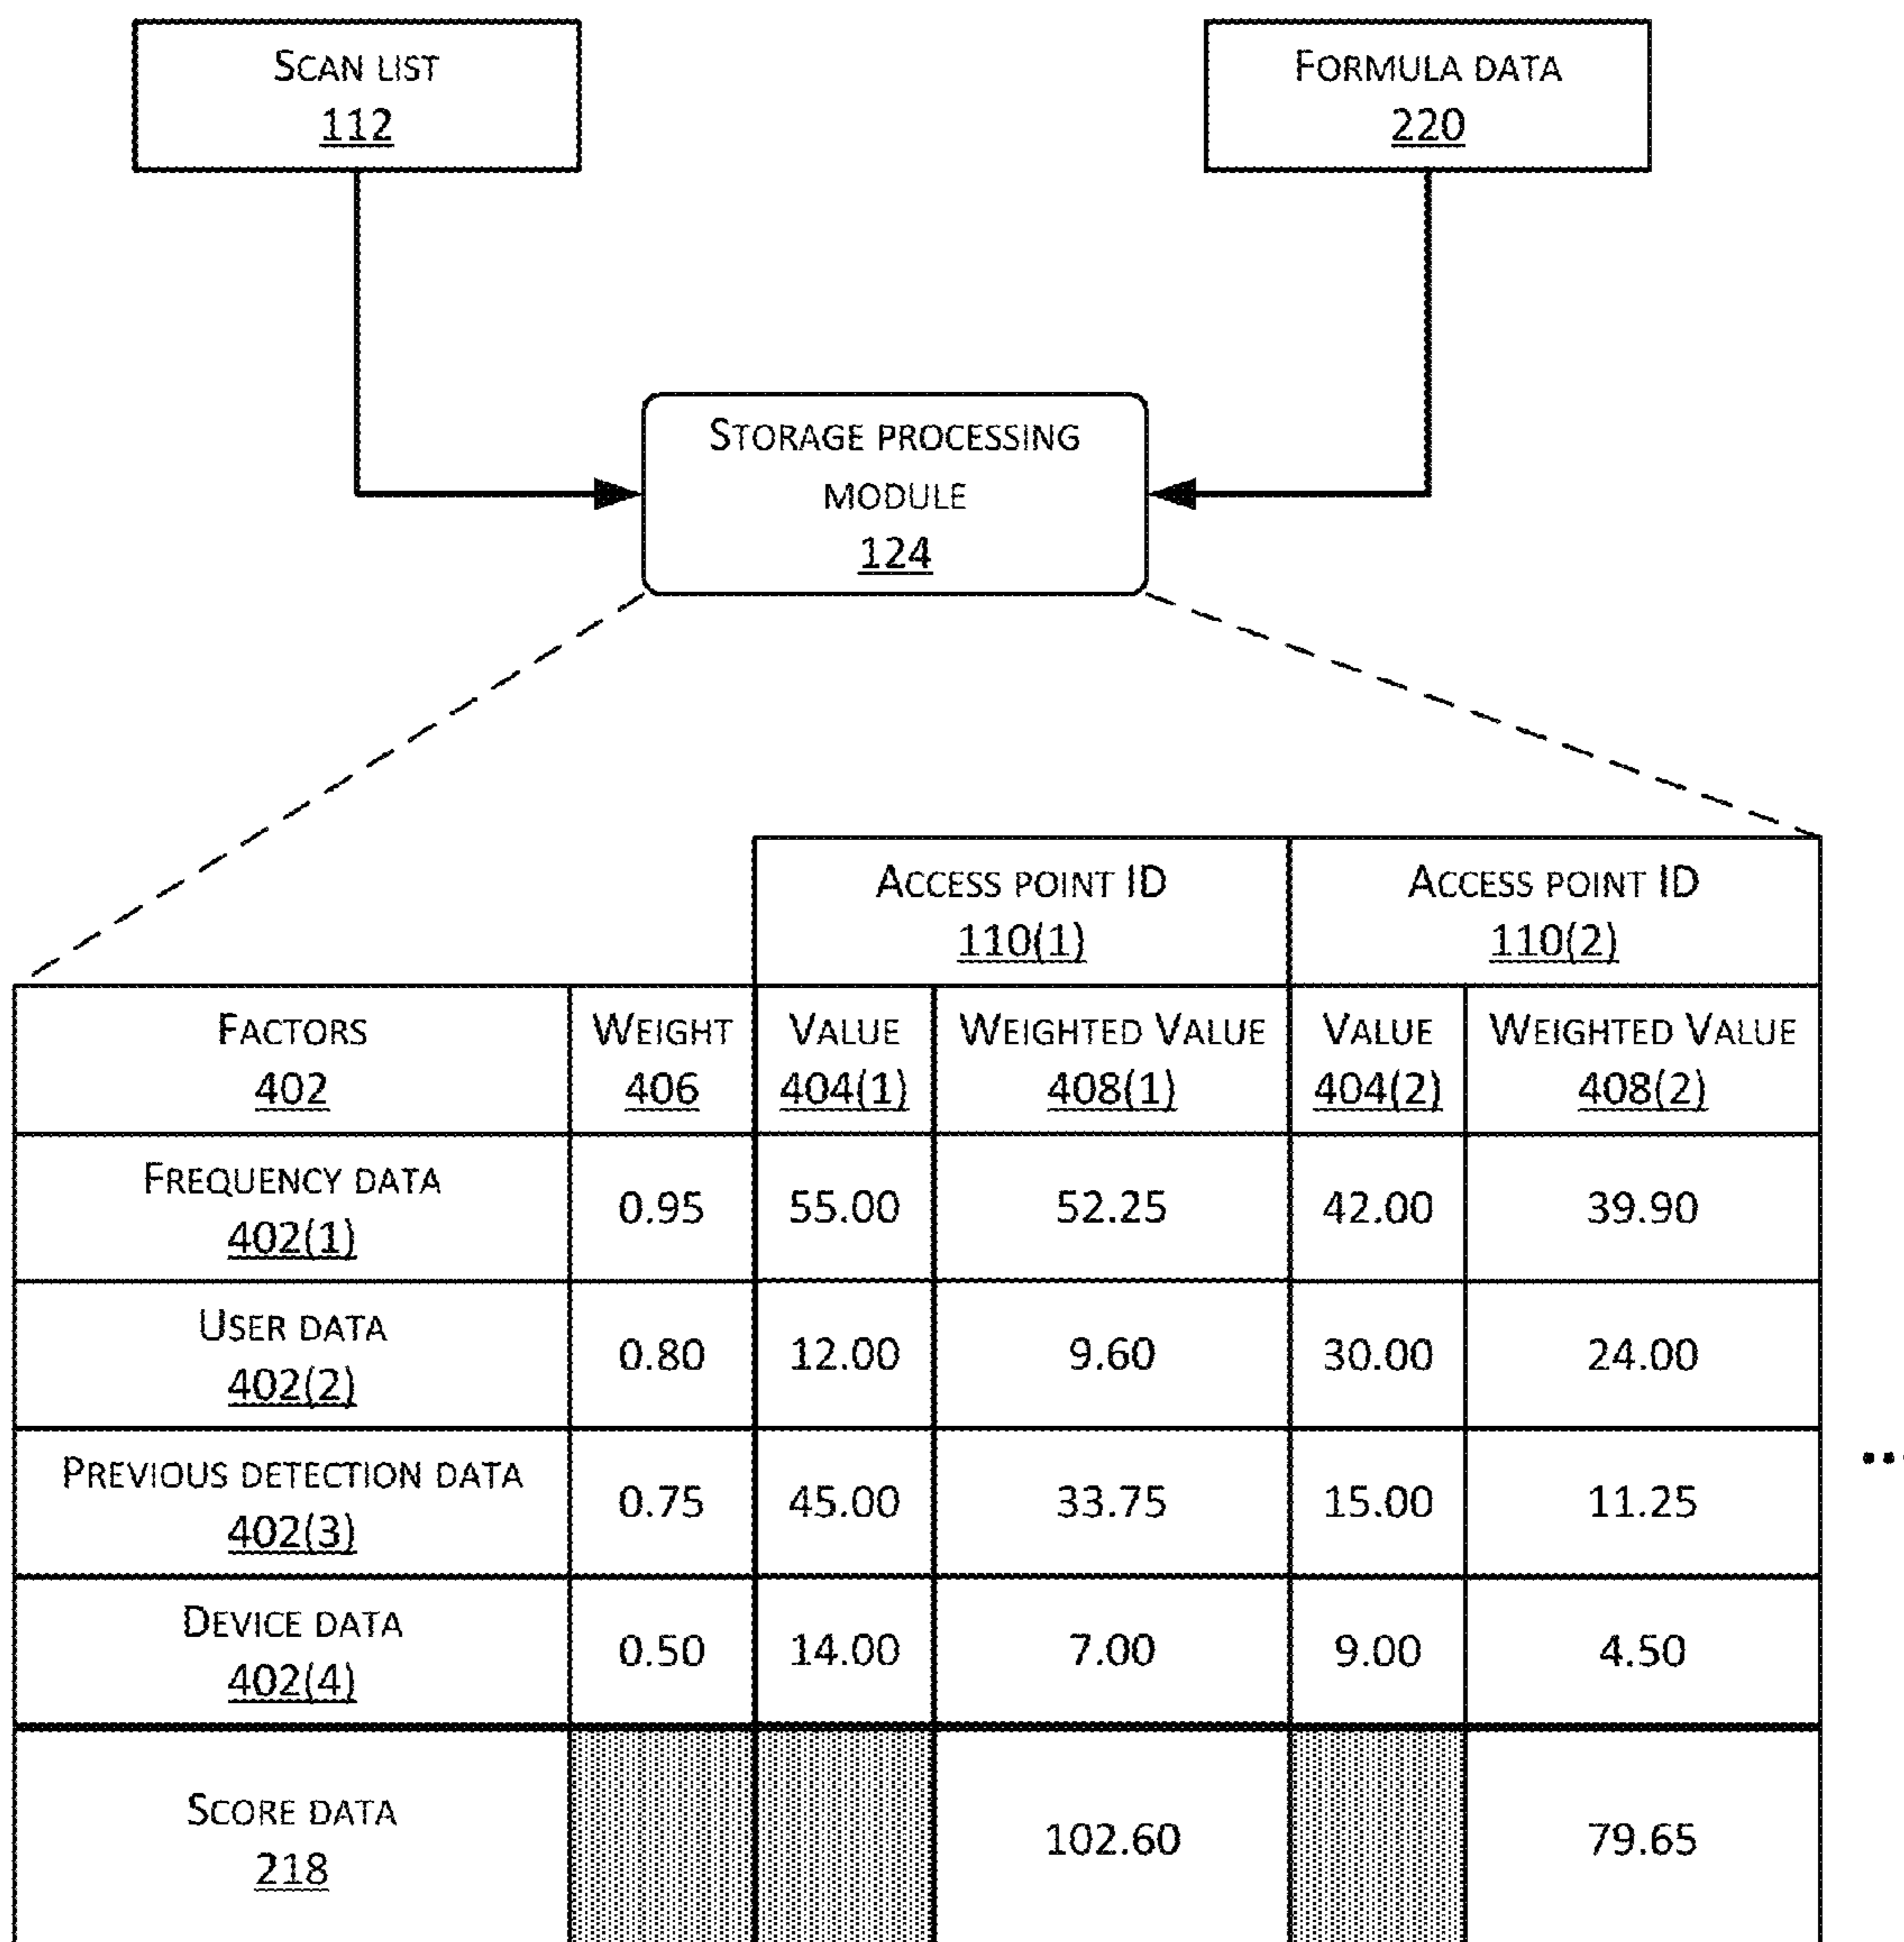 SCAN LIST
112
FORMULA DATA
220
STORAGE PROCESSING
MODULE
124
ACCESS POINT ID
110(1)
ACCESS POINT ID
110(2)
FACTORS
402
WEIGHT
406
VALUE
404(1)
WEIGHTED VALUE
408(1)
VALUE
404(2)
WEIGHTED VALUE
408(2)
FREQUENCY DATA
402(1)
0.95
55.00
52.25
42.00
39.90
USER DATA
402(2)
0.80
12.00
9.60
30.00
24.00
PREVIOUS DETECTION DATA
402(3)
0.75
45.00
33.75
15.00
11.25
...
DEVICE DATA
402(4)
0.50
14.00
7.00
9.00
4.50
SCORE DATA
218
102.60
79.65